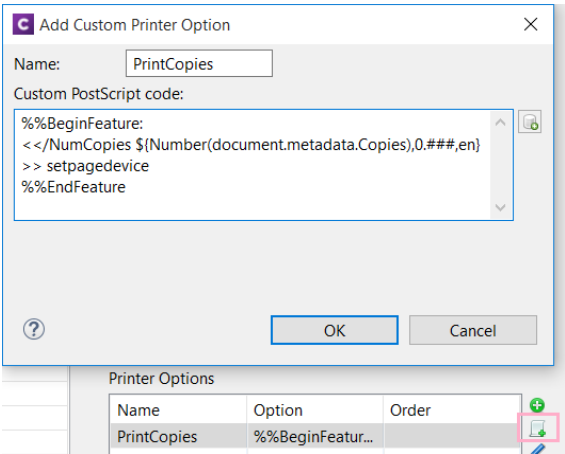 C Add Custom Printer Option
Name: PrintCopies
Custom PostScript code:
%%BeginFeature:
<</NumCopies ${Number(document.metadata.Copies),0.###,en}
>> setpagedevice
%%EndFeature
?
OK Cancel
Printer Options
Name Option Order
PrintCopies %%BeginFeatur...